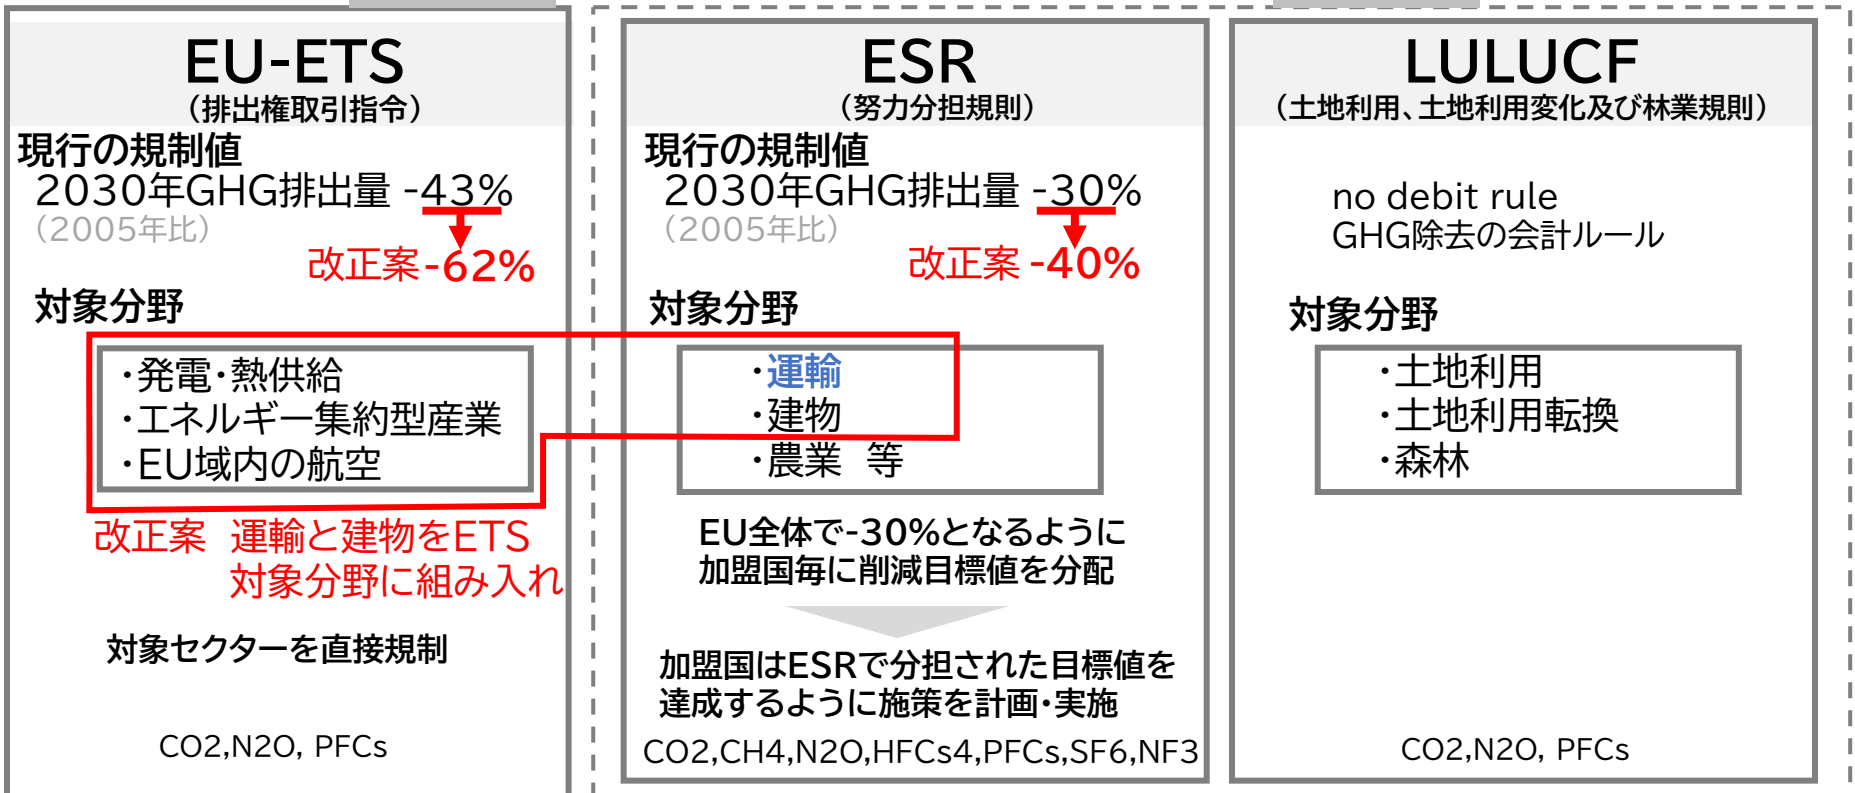 EU-ETS
（排出権取引指令）
現行の規制値
2030年GHG排出量 -43%
（2005年比）
改正案 -62%
対象分野
・発電・熱供給
・エネルギー集約型産業
・EU域内の航空
改正案　運輸と建物をETS
対象分野に組み入れ
対象セクターを直接規制
CO2,N2O, PFCs
ESR
（努力分担規則）
現行の規制値
2030年GHG排出量 -30%
（2005年比）
改正案 -40%
対象分野
・運輸
・建物
・農業　等
EU全体で-30%となるように
加盟国毎に削減目標値を分配
加盟国はESRで分担された目標値を
達成するように施策を計画・実施
CO2,CH4,N2O,HFCs4,PFCs,SF6,NF3
LULUCF
（土地利用、土地利用変化及び林業規則）
no debit rule
GHG除去の会計ルール
対象分野
・土地利用
・土地利用転換
・森林
CO2,N2O, PFCs